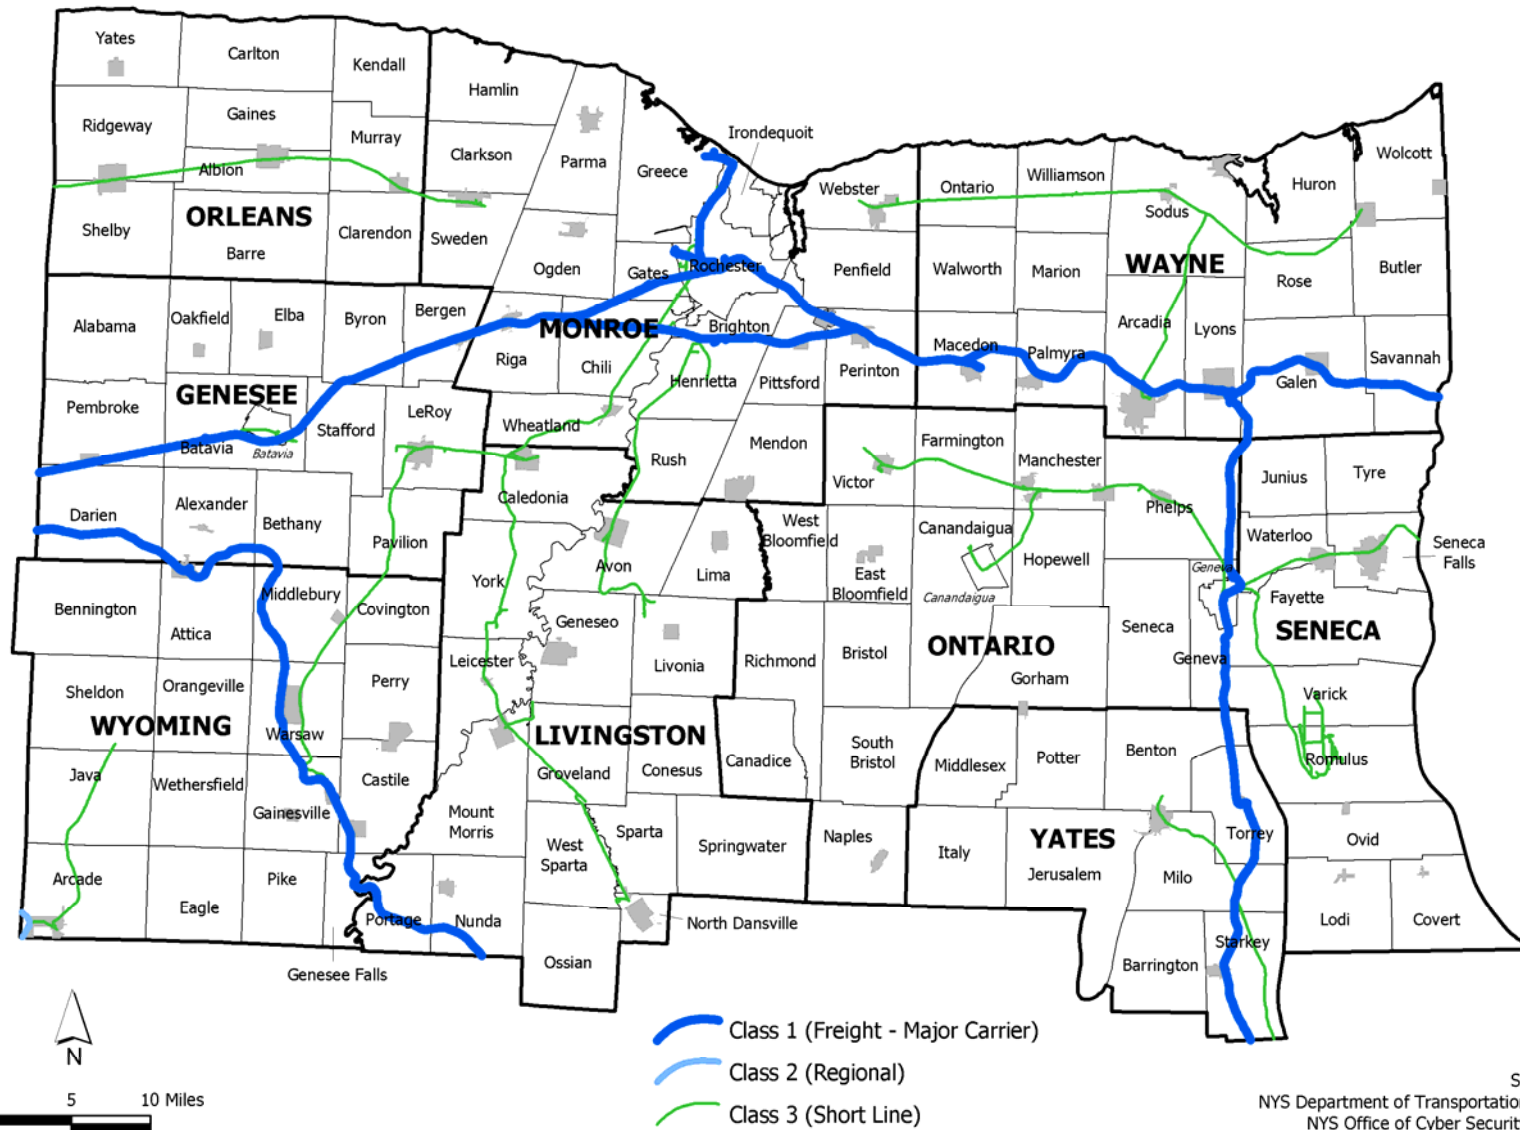 Yates
Carlton
Kendall
Hamlin
Ridgeway
Gaines
Murray
Albion
Clarkson
Parma
Greece
Irondequoit
Webster
Ontario
Williamson
Sodus
Huron
Wolcott
Shelby
ORLEANS
Barre
Clarendon
Sweden
Ogden
Gates
Rochester
Penfield
Walworth
Marion
WAYNE
Rose
Butler
Alabama
Oakfield
Elba
Byron
Bergen
MONROE
Brighton
Riga
Chili
Henrietta
Pittsford
Perinton
Macedon
Palmyra
Arcadia
Lyons
Galen
Savannah
Pembroke
GENESEE
Batavia
Batavia
Stafford
LeRoy
Wheatland
Rush
Mendon
Victor
Farmington
Manchester
Phelps
Junius
Tyre
Darien
Alexander
Bethany
Pavilion
Caledonia
York
Avon
Lima
West
Bloomfield
East
Bloomfield
Canandaigua
Canandaigua
Hopewell
Geneva
Waterloo
Seneca
Falls
Fayette
SENECA
Bennington
Attica
Middlebury
Covington
Leicester
Geneseo
Livonia
Richmond
Bristol
ONTARIO
Gorham
Seneca
Geneva
Varick
Romulus
Sheldon
Orangeville
WYOMING
Warsaw
Perry
Castile
LIVINGSTON
Groveland
Conesus
Canadice
South
Bristol
Middlesex
Potter
Benton
Java
Wethersfield
Gainesville
Mount
Morris
West
Sparta
Sparta
Springwater
Naples
Italy
YATES
Jerusalem
Milo
Torrey
Ovid
Arcade
Eagle
Pike
Portage
Nunda
North Dansville
Ossian
Genesee Falls
Barrington
Starkey
Lodi
Covert
N
5
10 Miles
Class 1 (Freight - Major Carrier)
Class 2 (Regional)
Class 3 (Short Line)
S
NYS Department of Transportation
NYS Office of Cyber Securit